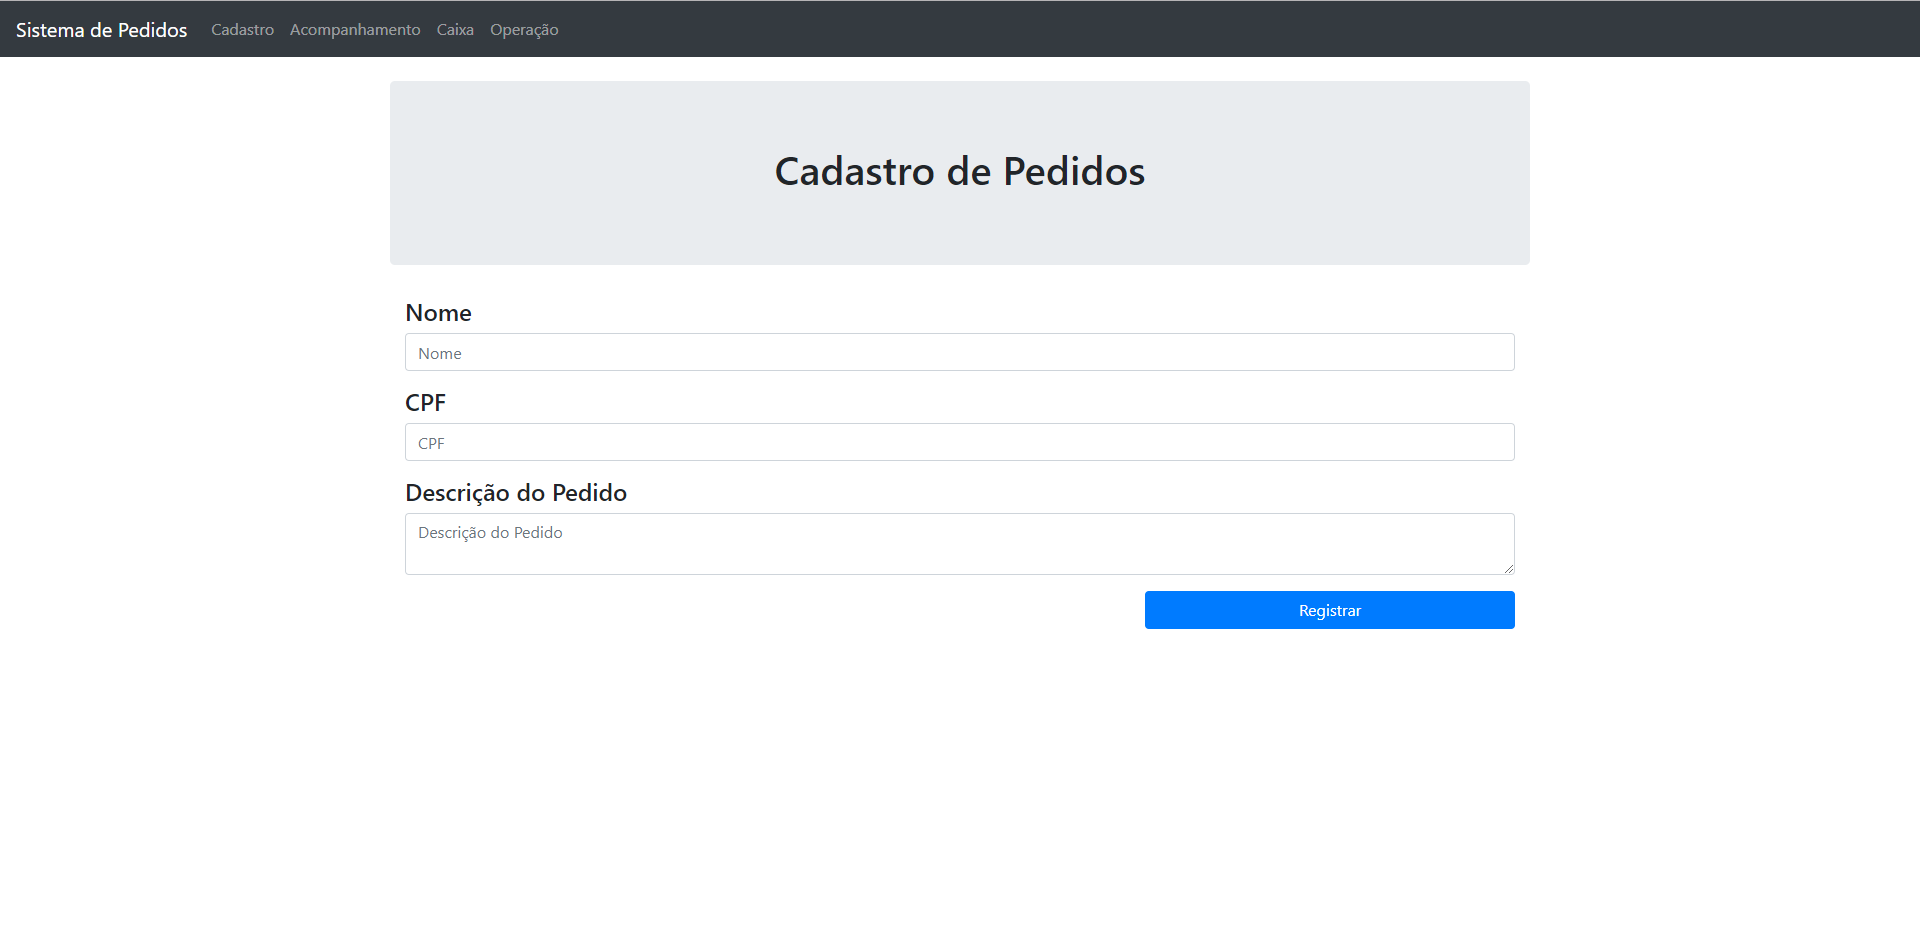 Sistema de Pedidos Cadastro Acompanhamento Caixa Operação
Cadastro de Pedidos
Nome
Nome
CPF
CPF
Descrição do Pedido
Descrição do Pedido
Registrar